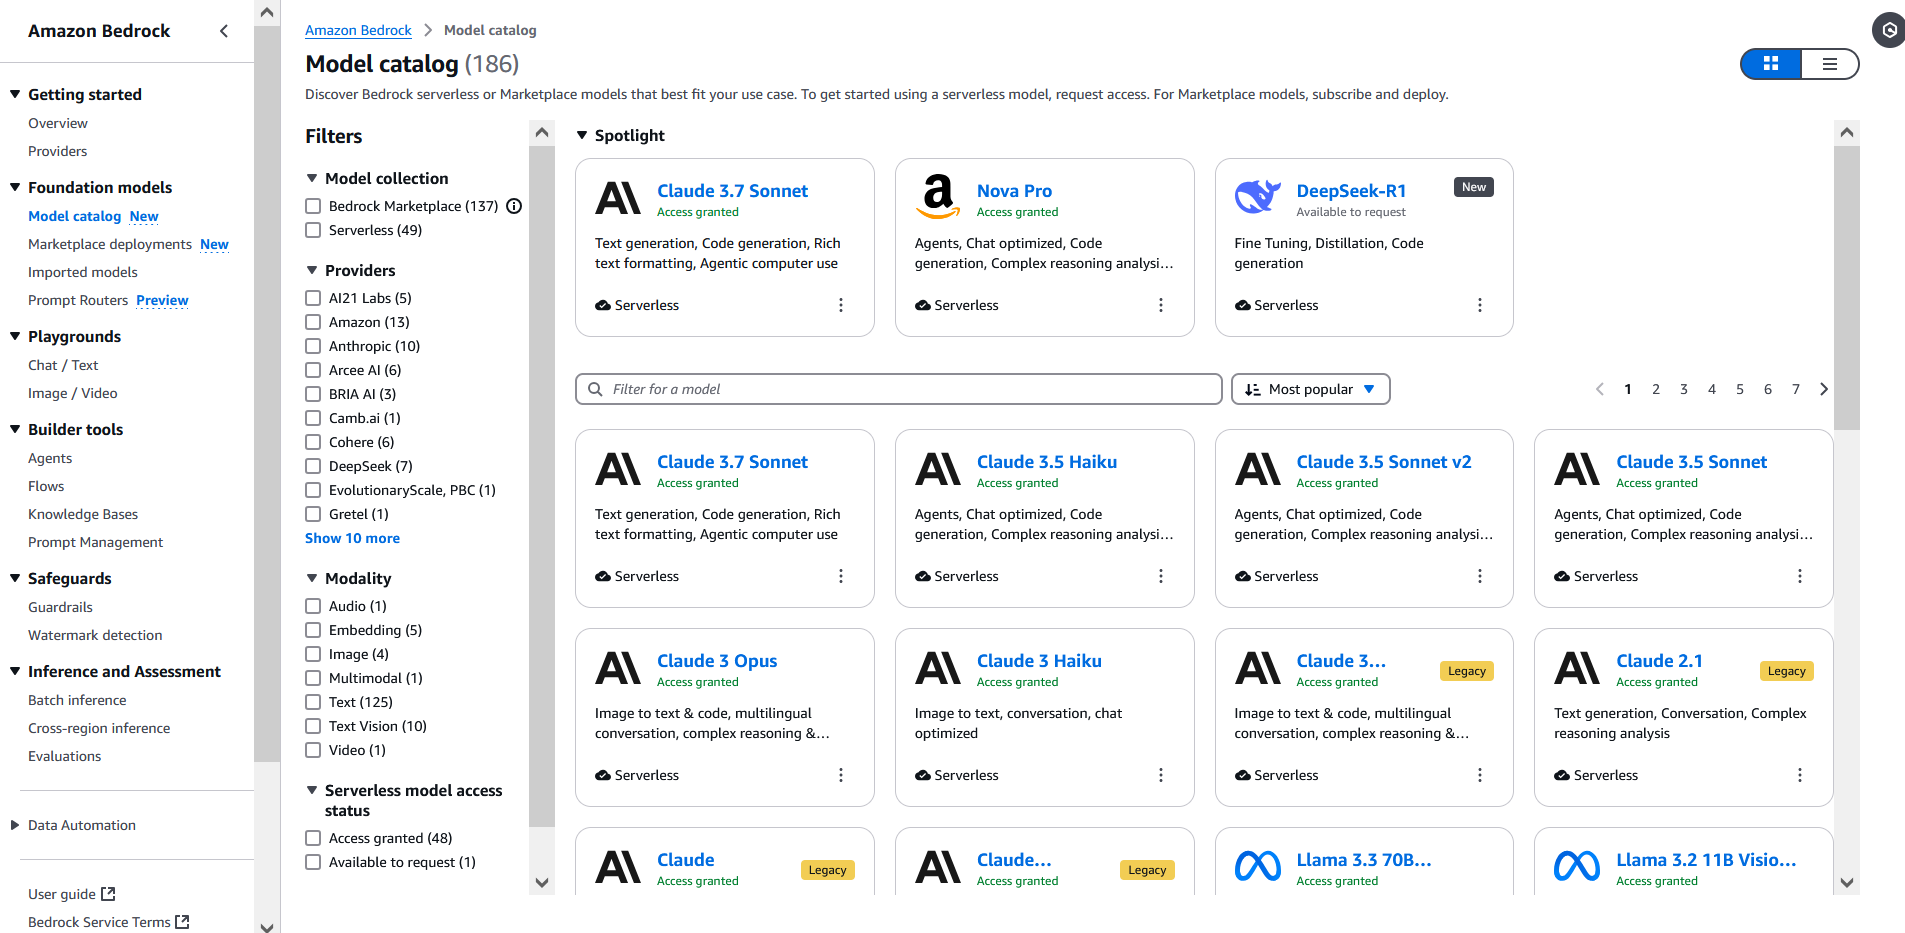 Amazon Bedrock
Getting started
Overview
Providers
Foundation models
Model catalog New
Marketplace deployments New
Imported models
Prompt Routers Preview
Playgrounds
Chat / Text
Image / Video
Builder tools
Agents
Flows
Knowledge Bases
Prompt Management
Safeguards
Guardrails
Watermark detection
Inference and Assessment
Batch inference
Cross-region inference
Evaluations
Data Automation
User guide
Bedrock Service Terms
Amazon Bedrock > Model catalog
Model catalog (186)
Discover Bedrock serverless or Marketplace models that best fit your use case. To get started using a serverless model, request access. For Marketplace models, subscribe and deploy.
Filters
Model collection
Bedrock Marketplace (137)
Serverless (49)
Providers
AI21 Labs (5)
Amazon (13)
Anthropic (10)
Arcee AI (6)
BRIA AI (3)
Camb.ai (1)
Cohere (6)
DeepSeek (7)
EvolutionaryScale, PBC (1)
Gretel (1)
Show 10 more
Modality
Audio (1)
Embedding (5)
Image (4)
Multimodal (1)
Text (125)
Text Vision (10)
Video (1)
Serverless model access
status
Access granted (48)
Available to request (1)
Spotlight
Claude 3.7 Sonnet
Access granted
Text generation, Code generation, Rich
text formatting, Agentic computer use
Serverless
Nova Pro
Access granted
Agents, Chat optimized, Code
generation, Complex reasoning analysi...
Serverless
DeepSeek-R1
New
Available to request
Fine Tuning, Distillation, Code
generation
Serverless
Filter for a model
Most popular
1 2 3 4 5 6 7
Claude 3.7 Sonnet
Access granted
Text generation, Code generation, Rich
text formatting, Agentic computer use
Serverless
Claude 3.5 Haiku
Access granted
Agents, Chat optimized, Code
generation, Complex reasoning analysi...
Serverless
Claude 3.5 Sonnet v2
Access granted
Agents, Chat optimized, Code
generation, Complex reasoning analysi...
Serverless
Claude 3.5 Sonnet
Access granted
Agents, Chat optimized, Code
generation, Complex reasoning analysi...
Serverless
Claude 3 Opus
Access granted
Image to text & code, multilingual
conversation, complex reasoning &...
Serverless
Claude 3 Haiku
Access granted
Image to text, conversation, chat
optimized
Serverless
Claude 3...
Legacy
Access granted
Image to text & code, multilingual
conversation, complex reasoning &...
Serverless
Claude 2.1
Legacy
Access granted
Text generation, Conversation, Complex
reasoning analysis
Serverless
Claude
Legacy
Access granted
Claude...
Legacy
Access granted
Llama 3.3 70B...
Access granted
Llama 3.2 11B Visio...
Access granted